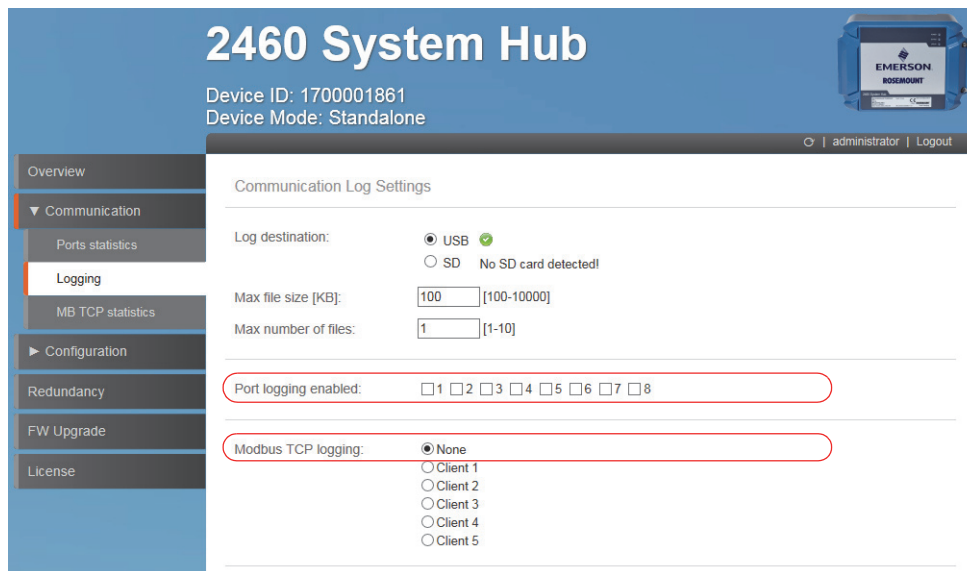 2460 System Hub
EMERSON
ROSEMOUNT
Device ID: 1700001861
Device Mode: Standalone
| administrator | Logout
Overview
▼ Communication
Ports statistics
Logging
MB TCP statistics
► Configuration
Redundancy
FW Upgrade
License
Communication Log Settings
Log destination: USB
SD No SD card detected!
Max file size [KB]: 100 [100-10000]
Max number of files: 1 [1-10]
Port logging enabled: 1 2 3 4 5 6 7 8
Modbus TCP logging: None
Client 1
Client 2
Client 3
Client 4
Client 5